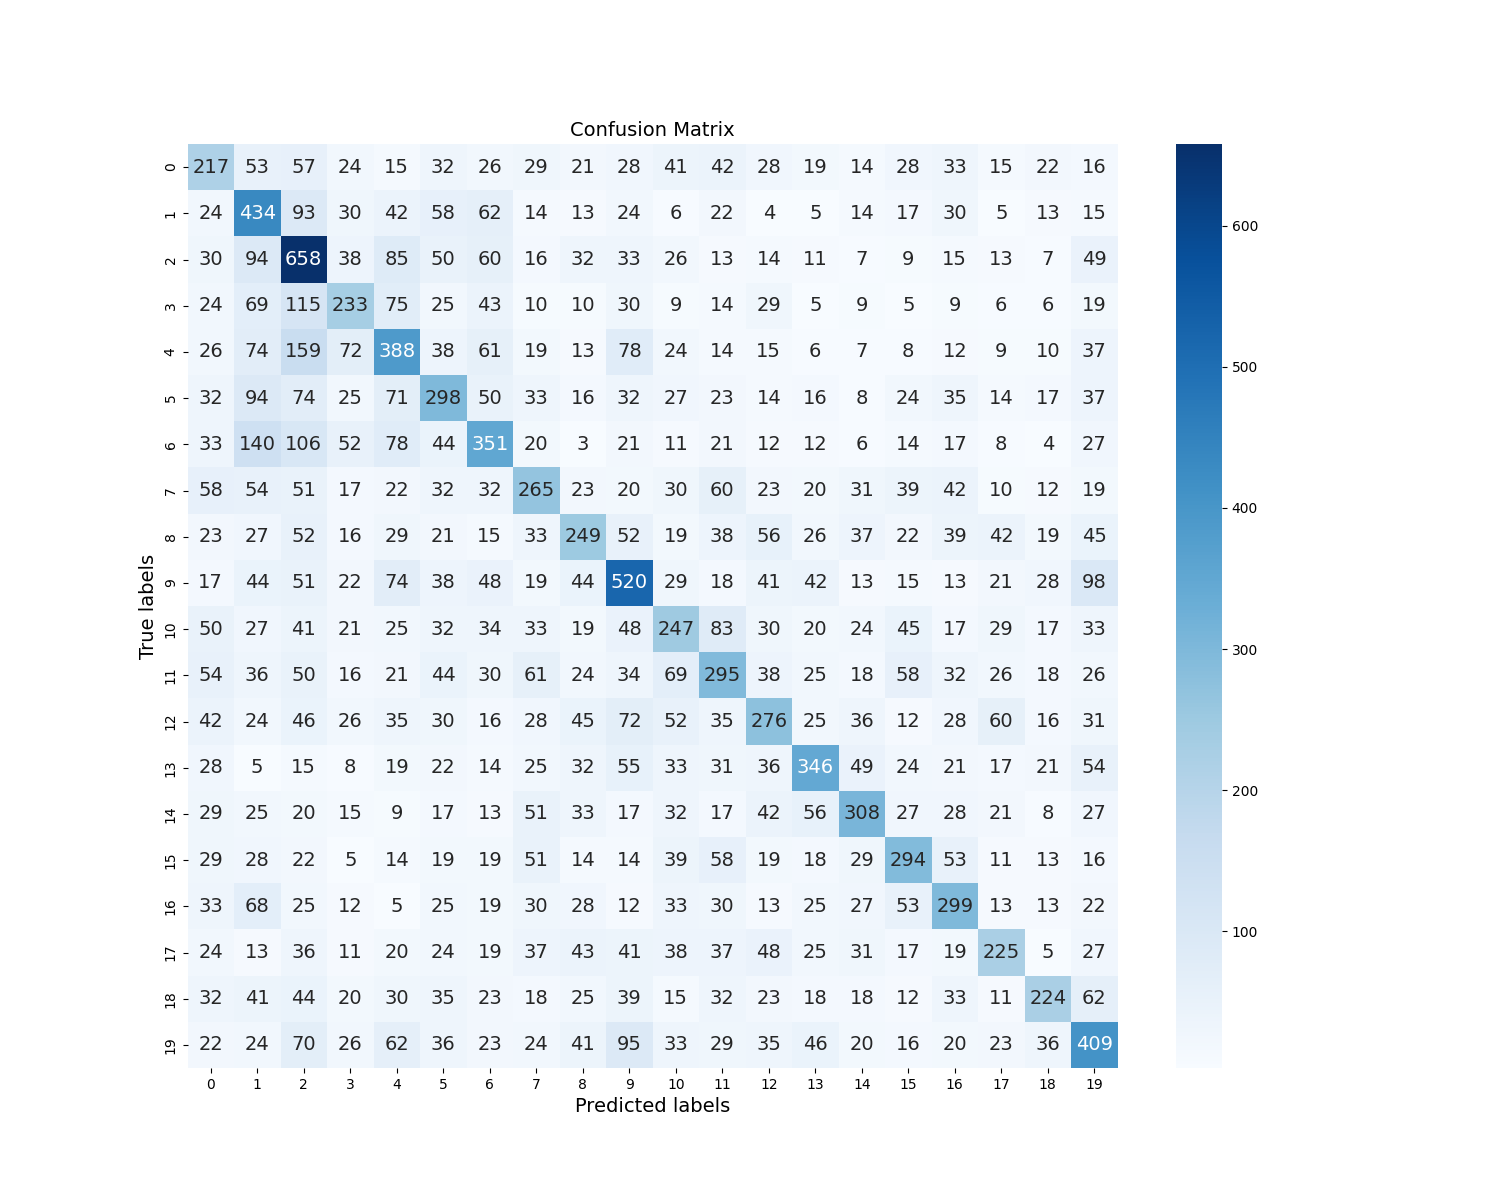 Confusion Matrix
0 217 53 57 24 15 32 26 29 21 28 41 42 28 19 14 28 33 15 22 16
1 24 434 93 30 42 58 62 14 13 24 6 22 4 5 14 17 30 5 13 15
2 30 94 658 38 85 50 60 16 32 33 26 13 14 11 7 9 15 13 7 49
3 24 69 115 233 75 25 43 10 10 30 9 14 29 5 9 5 9 6 6 19
4 26 74 159 72 388 38 61 19 13 78 24 14 15 6 7 8 12 9 10 37
5 32 94 74 25 71 298 50 33 16 32 27 23 14 16 8 24 35 14 17 37
6 33 140 106 52 78 44 351 20 3 21 11 21 12 12 6 14 17 8 4 27
7 58 54 51 17 22 32 32 265 23 20 30 60 23 20 31 39 42 10 12 19
8 23 27 52 16 29 21 15 33 249 52 19 38 56 26 37 22 39 42 19 45
9 17 44 51 22 74 38 48 19 44 520 29 18 41 42 13 15 13 21 28 98
10 50 27 41 21 25 32 34 33 19 48 247 83 30 20 24 45 17 29 17 33
11 54 36 50 16 21 44 30 61 24 34 69 295 38 25 18 58 32 26 18 26
12 42 24 46 26 35 30 16 28 45 72 52 35 276 25 36 12 28 60 16 31
13 28 5 15 8 19 22 14 25 32 55 33 31 36 346 49 24 21 17 21 54
14 29 25 20 15 9 17 13 51 33 17 32 17 42 56 308 27 28 21 8 27
15 29 28 22 5 14 19 19 51 14 14 39 58 19 18 29 294 53 11 13 16
16 33 68 25 12 5 25 19 30 28 12 33 30 13 25 27 53 299 13 13 22
17 24 13 36 11 20 24 19 37 43 41 38 37 48 25 31 17 19 225 5 27
18 32 41 44 20 30 35 23 18 25 39 15 32 23 18 18 12 33 11 224 62
19 22 24 70 26 62 36 23 24 41 95 33 29 35 46 20 16 20 23 36 409
0 1 2 3 4 5 6 7 8 9 10 11 12 13 14 15 16 17 18 19
Predicted labels
True labels
600
500
400
300
200
100